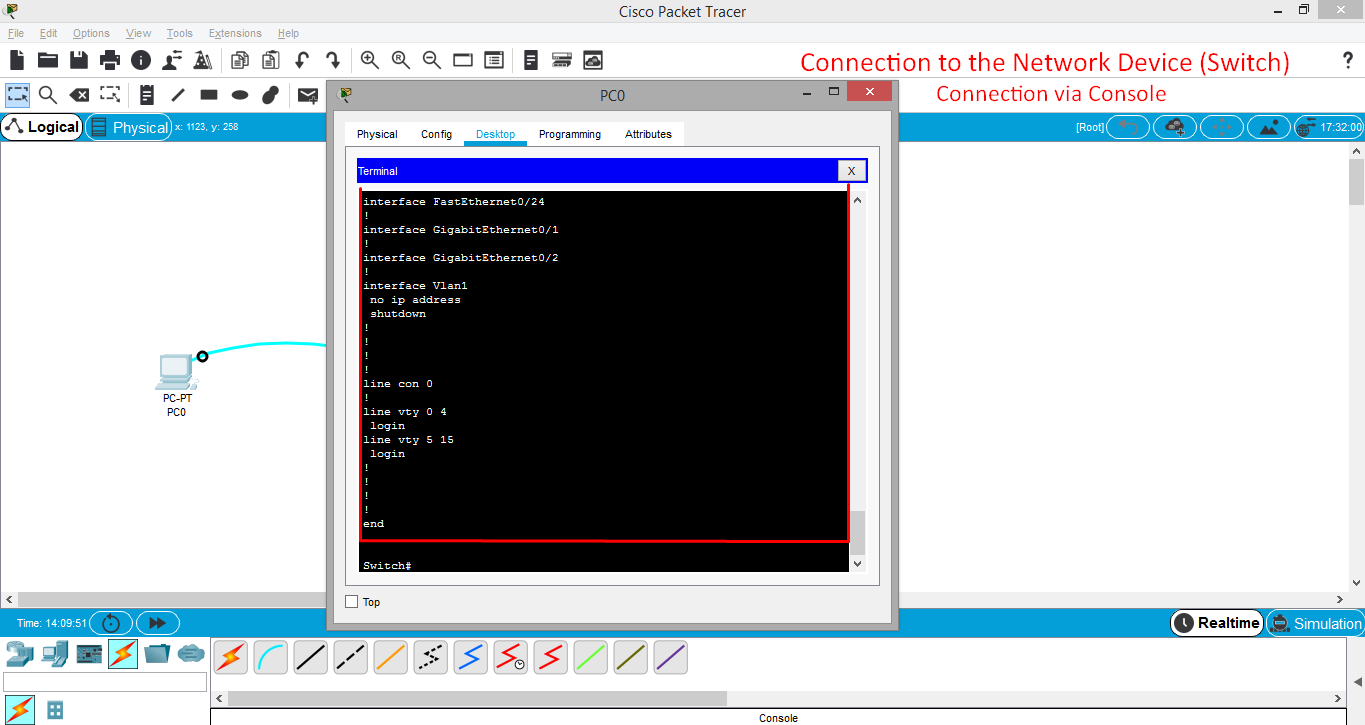 Cisco Packet Tracer
File Edit Options View Tools Extensions Help
Connection to the Network Device (Switch)
?
Connection via Console
PC0
Logical
Physical
x: 1123, y: 258
[Root]
17:32:00
Physical Config Desktop Programming Attributes
Terminal
X
interface FastEthernet0/24
!
interface GigabitEthernet0/1
!
interface GigabitEthernet0/2
!
interface Vlan1
no ip address
shutdown
!
!
!
!
line con 0
!
line vty 0 4
login
line vty 5 15
login
!
!
!
!
end
Switch#
Top
PC-PT
PC0
Time: 14:09:51
Realtime
Simulation
Console